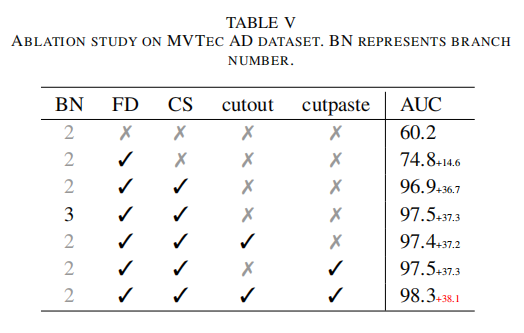 TABLE V
ABLATION STUDY ON MVTEC AD DATASET. BN REPRESENTS BRANCH
NUMBER.
BN FD CS cutout cutpaste AUC
2 ✗ ✗ ✗ ✗ 60.2
2 ✓ ✗ ✗ ✗ 74.8+14.6
2 ✓ ✓ ✗ ✗ 96.9+36.7
3 ✓ ✓ ✗ ✗ 97.5+37.3
2 ✓ ✓ ✓ ✗ 97.4+37.2
2 ✓ ✓ ✗ ✓ 97.5+37.3
2 ✓ ✓ ✓ ✓ 98.3+38.1